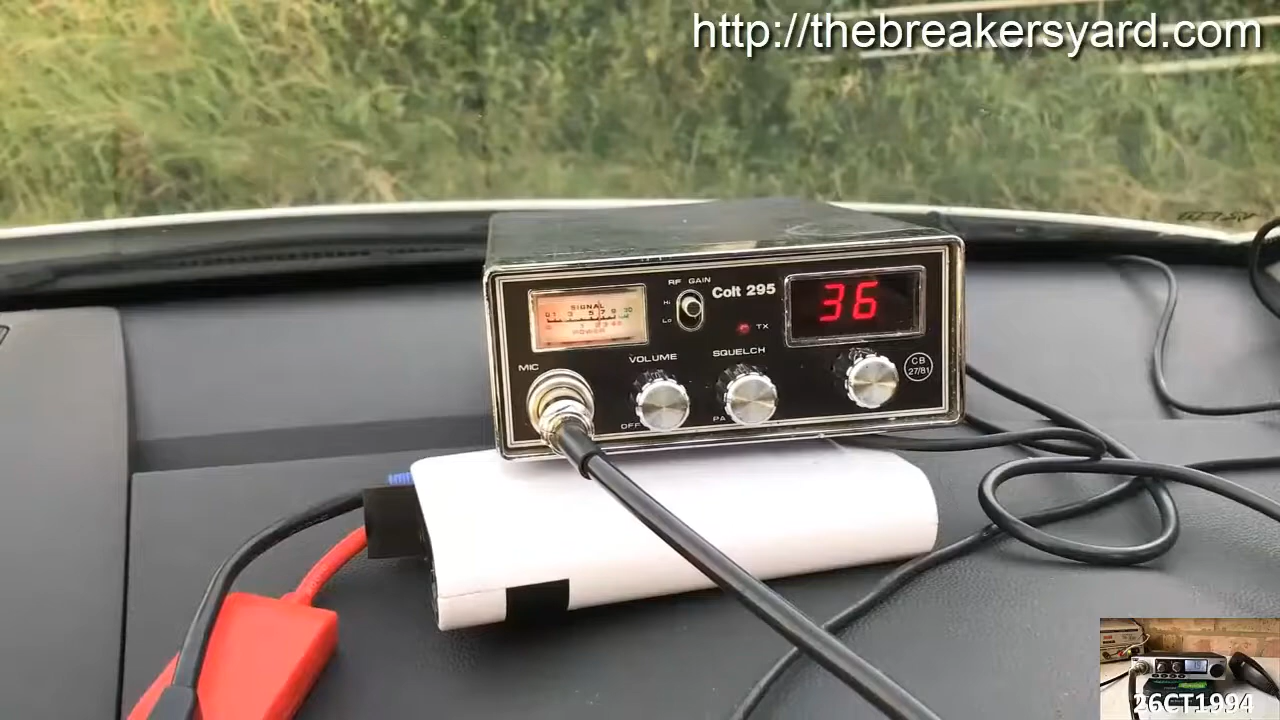 http://thebreakersyard.com
RF GAIN
Hi
Lo
Colt 295
36
SIGNAL
POWER
TX
MIC
VOLUME
SQUELCH
OFF
PA
CB
27/81
26CT1994